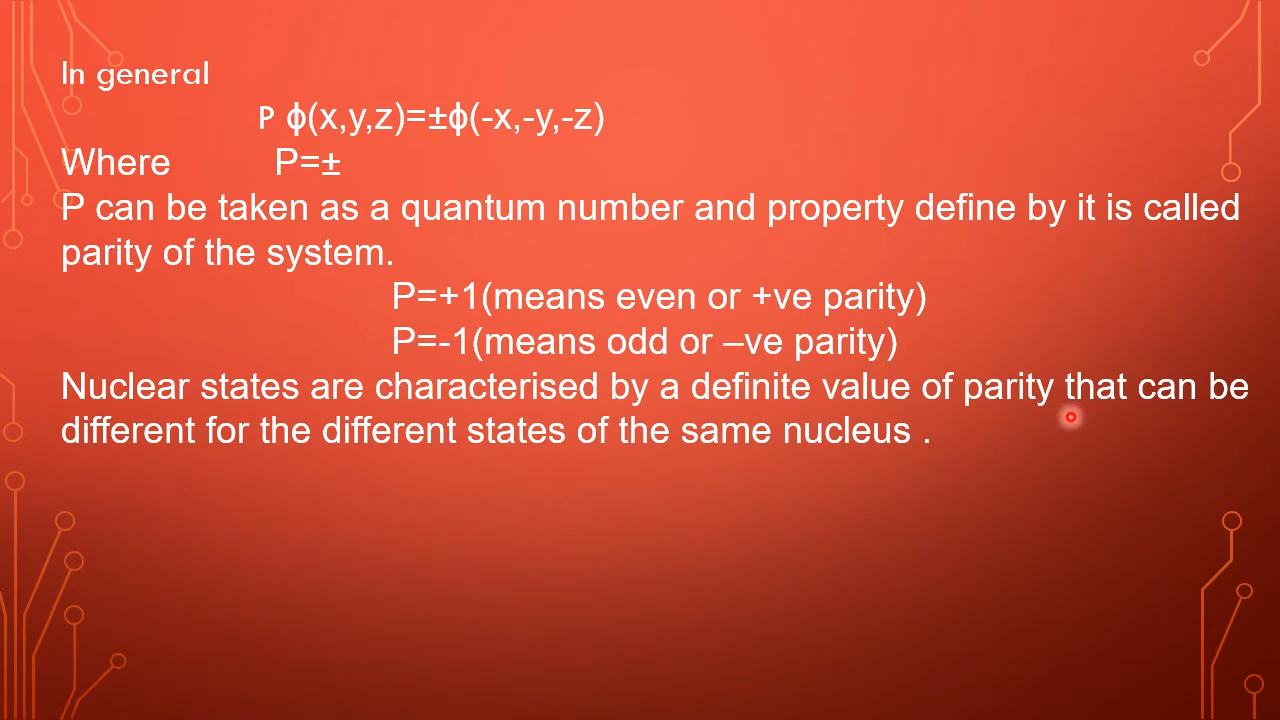 In general
P ϕ(x,y,z)=±ϕ(-x,-y,-z)
Where P=±
P can be taken as a quantum number and property define by it is called
parity of the system.
P=+1(means even or +ve parity)
P=-1(means odd or –ve parity)
Nuclear states are characterised by a definite value of parity that can be
different for the different states of the same nucleus .